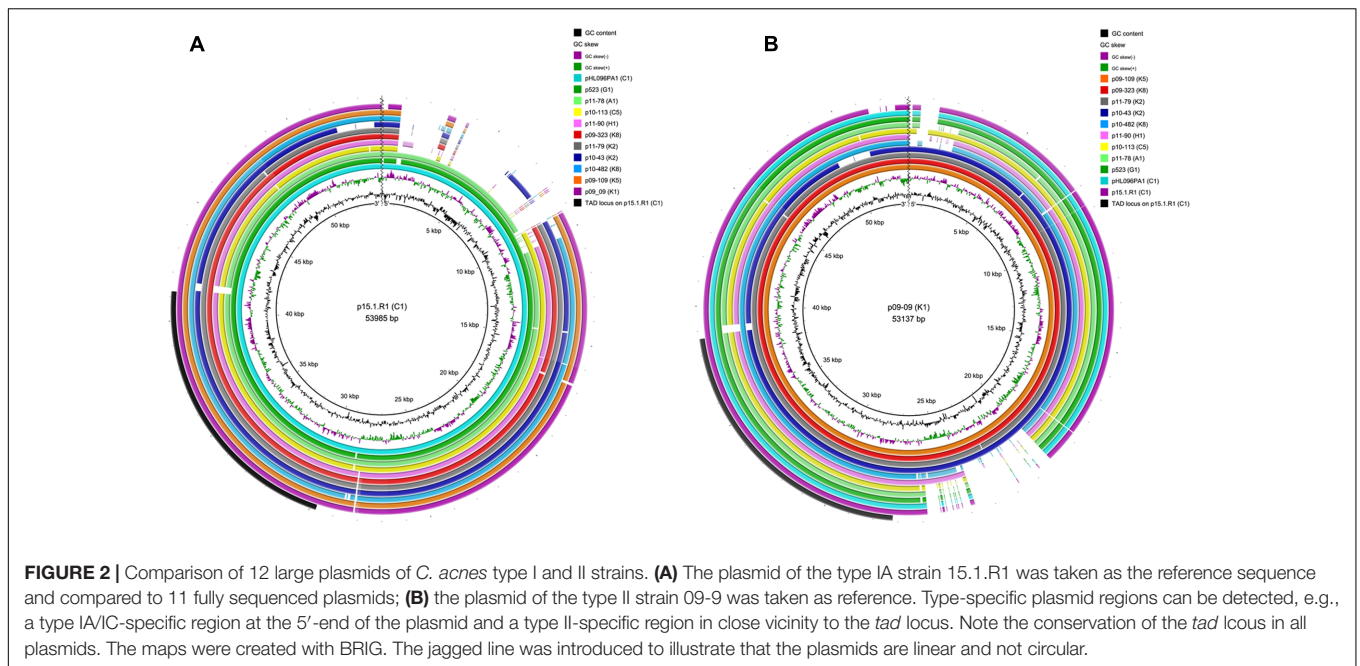 A
GC content
GC skew
GC skew(-)
GC skew(+)
pHL096PA1 (C1)
p523 (G1)
p11-78 (A1)
p10-113 (C5)
p11-90 (H1)
p09-323 (K8)
p11-79 (K2)
p10-43 (K2)
p10-482 (K8)
p09-109 (K5)
p09_09 (K1)
TAD locus on p15.1.R1 (C1)
3' 5'
5 kbp
10 kbp
15 kbp
20 kbp
25 kbp
30 kbp
35 kbp
40 kbp
45 kbp
50 kbp
p15.1.R1 (C1)
53985 bp
B
GC content
GC skew
GC skew(-)
GC skew(+)
p09-109 (K5)
p09-323 (K8)
p11-79 (K2)
p10-43 (K2)
p10-482 (K8)
p11-90 (H1)
p10-113 (C5)
p11-78 (A1)
p523 (G1)
pHL096PA1 (C1)
p15.1.R1 (C1)
TAD locus on p15.1.R1 (C1)
3' 5'
5 kbp
10 kbp
15 kbp
20 kbp
25 kbp
30 kbp
35 kbp
40 kbp
45 kbp
50 kbp
p09-09 (K1)
53137 bp
FIGURE 2 | Comparison of 12 large plasmids of C. acnes type I and II strains. (A) The plasmid of the type IA strain 15.1.R1 was taken as the reference sequence
and compared to 11 fully sequenced plasmids; (B) the plasmid of the type II strain 09-9 was taken as reference. Type-specific plasmid regions can be detected, e.g.,
a type IA/IC-specific region at the 5′-end of the plasmid and a type II-specific region in close vicinity to the tad locus. Note the conservation of the tad lcous in all
plasmids. The maps were created with BRIG. The jagged line was introduced to illustrate that the plasmids are linear and not circular.